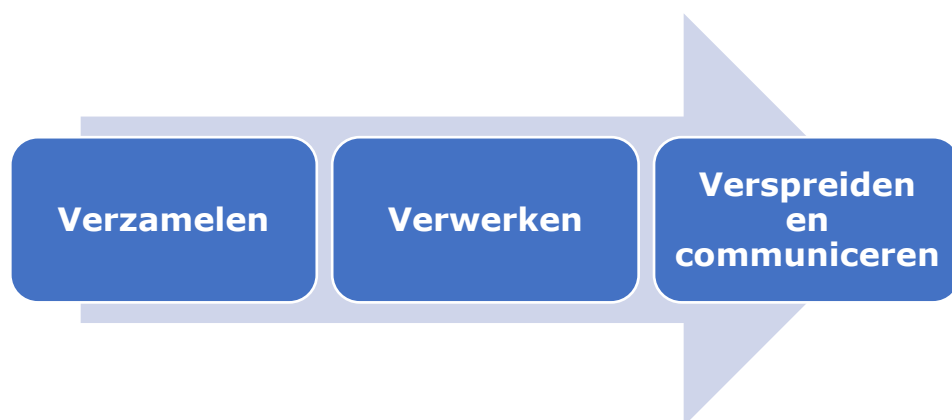 Verzamelen
Verwerken
Verspreiden
en
communiceren